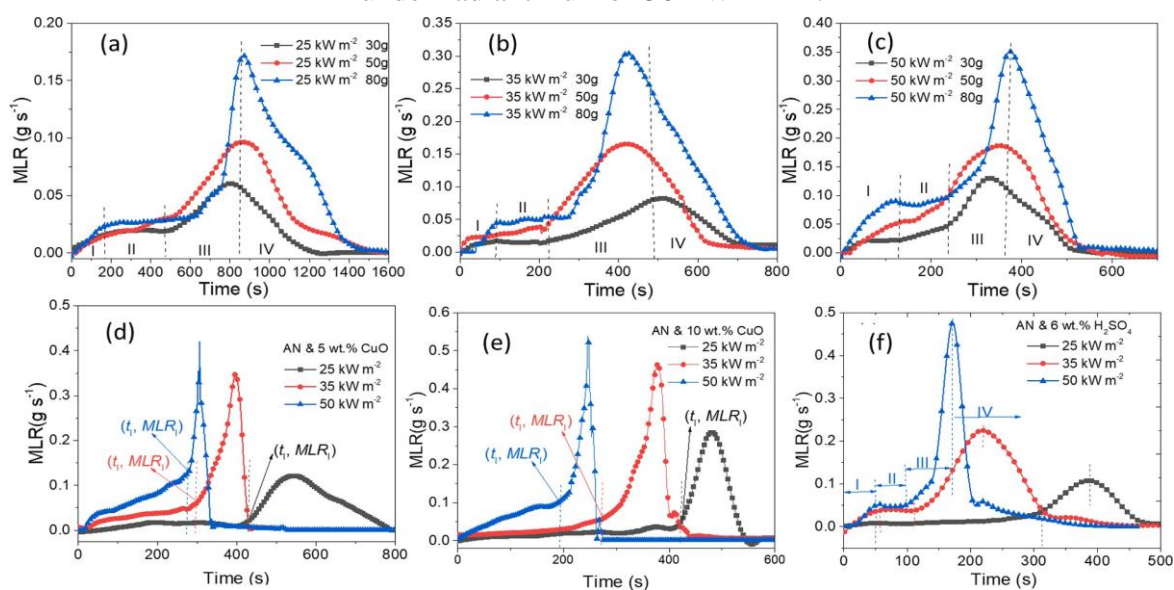 (a)
25 kW m⁻² 30g
25 kW m⁻² 50g
25 kW m⁻² 80g
MLR (g s⁻¹)
0.20
0.15
0.10
0.05
0.00
I II III IV
0 200 400 600 800 1000 1200 1400 1600
Time (s)
(b)
35 kW m⁻² 30g
35 kW m⁻² 50g
35 kW m⁻² 80g
MLR (g s⁻¹)
0.35
0.30
0.25
0.20
0.15
0.10
0.05
0.00
I II III IV
0 200 400 600 800
Time (s)
(c)
50 kW m⁻² 30g
50 kW m⁻² 50g
50 kW m⁻² 80g
MLR (g s⁻¹)
0.40
0.35
0.30
0.25
0.20
0.15
0.10
0.05
0.00
I II III IV
0 200 400 600
Time (s)
(d)
AN & 5 wt.% CuO
25 kW m⁻²
35 kW m⁻²
50 kW m⁻²
(tᵢ, MLRᵢ)
(tᵢ, MLRᵢ)
(tᵢ, MLRᵢ)
MLR(g s⁻¹)
0.5
0.4
0.3
0.2
0.1
0.0
0 200 400 600 800
Time (s)
(e)
AN & 10 wt.% CuO
25 kW m⁻²
35 kW m⁻²
50 kW m⁻²
(tᵢ, MLRᵢ)
(tᵢ, MLRᵢ)
(tᵢ, MLRᵢ)
MLR(g s⁻¹)
0.6
0.5
0.4
0.3
0.2
0.1
0.0
0 200 400 600
Time (s)
(f)
AN & 6 wt.% H₂SO₄
25 kW m⁻²
35 kW m⁻²
50 kW m⁻²
I II III IV
MLR(g s⁻¹)
0.5
0.4
0.3
0.2
0.1
0.0
0 100 200 300 400 500
Time (s)